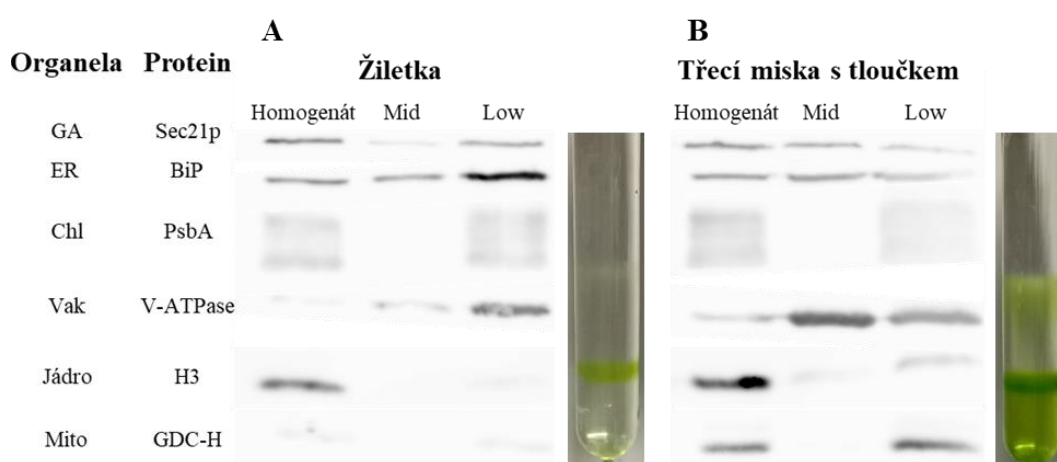 A
B
Organela Protein Žiletka Třecí miska s tloučkem
Homogenát Mid Low Homogenát Mid Low
GA Sec21p
ER BiP
Chl PsbA
Vak V-ATPase
Jádro H3
Mito GDC-H